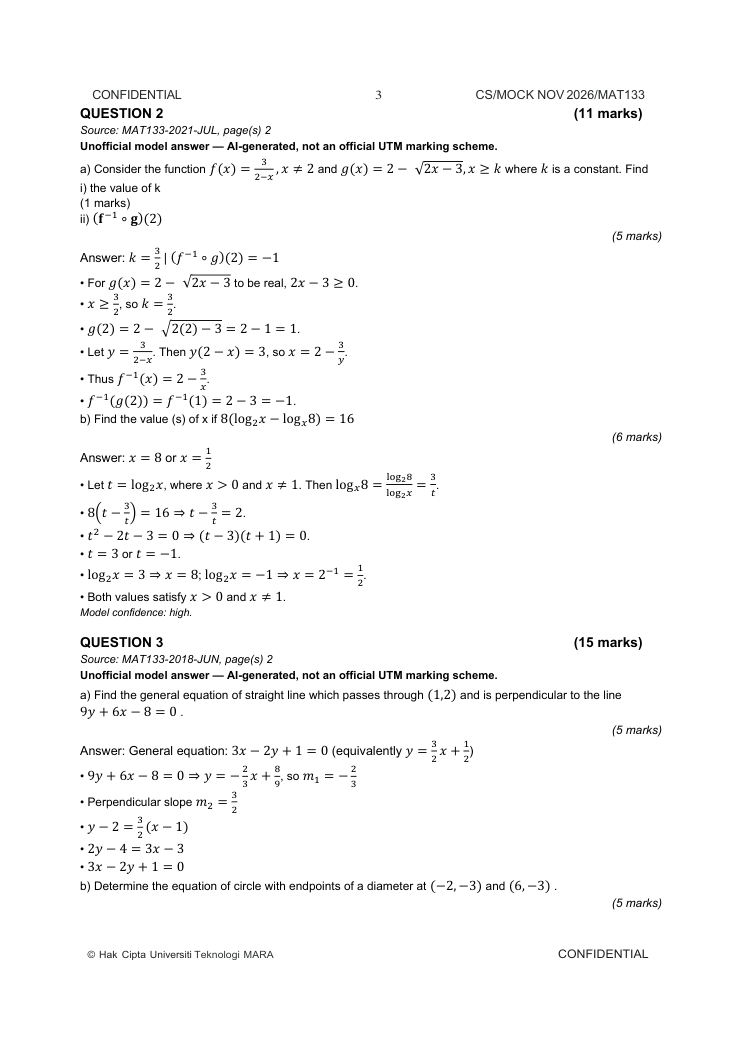 CONFIDENTIAL 3 CS/MOCK NOV 2026/MAT133
QUESTION 2 (11 marks)
Source: MAT133-2021-JUL, page(s) 2
Unofficial model answer — AI-generated, not an official UTM marking scheme.
a) Consider the function f(x) = 3/(2−x), x ≠ 2 and g(x) = 2 − √(2x − 3), x ≥ k where k is a constant. Find
i) the value of k
(1 marks)
ii) (f⁻¹ ∘ g)(2)
(5 marks)
Answer: k = 3/2 | (f⁻¹ ∘ g)(2) = −1
• For g(x) = 2 − √(2x − 3) to be real, 2x − 3 ≥ 0.
• x ≥ 3/2, so k = 3/2.
• g(2) = 2 − √(2(2) − 3) = 2 − 1 = 1.
• Let y = 3/(2−x). Then y(2 − x) = 3, so x = 2 − 3/y.
• Thus f⁻¹(x) = 2 − 3/x.
• f⁻¹(g(2)) = f⁻¹(1) = 2 − 3 = −1.
b) Find the value (s) of x if 8(log₂x − logₓ8) = 16
(6 marks)
Answer: x = 8 or x = 1/2
• Let t = log₂x, where x > 0 and x ≠ 1. Then logₓ8 = log₂8/log₂x = 3/t.
• 8(t − 3/t) = 16 ⇒ t − 3/t = 2.
• t² − 2t − 3 = 0 ⇒ (t − 3)(t + 1) = 0.
• t = 3 or t = −1.
• log₂x = 3 ⇒ x = 8; log₂x = −1 ⇒ x = 2⁻¹ = 1/2.
• Both values satisfy x > 0 and x ≠ 1.
Model confidence: high.
QUESTION 3 (15 marks)
Source: MAT133-2018-JUN, page(s) 2
Unofficial model answer — AI-generated, not an official UTM marking scheme.
a) Find the general equation of straight line which passes through (1,2) and is perpendicular to the line
9y + 6x − 8 = 0 .
(5 marks)
Answer: General equation: 3x − 2y + 1 = 0 (equivalently y = 3/2 x + 1/2)
• 9y + 6x − 8 = 0 ⇒ y = −2/3 x + 8/9, so m₁ = −2/3
• Perpendicular slope m₂ = 3/2
• y − 2 = 3/2 (x − 1)
• 2y − 4 = 3x − 3
• 3x − 2y + 1 = 0
b) Determine the equation of circle with endpoints of a diameter at (−2, −3) and (6, −3) .
(5 marks)
© Hak Cipta Universiti Teknologi MARA CONFIDENTIAL